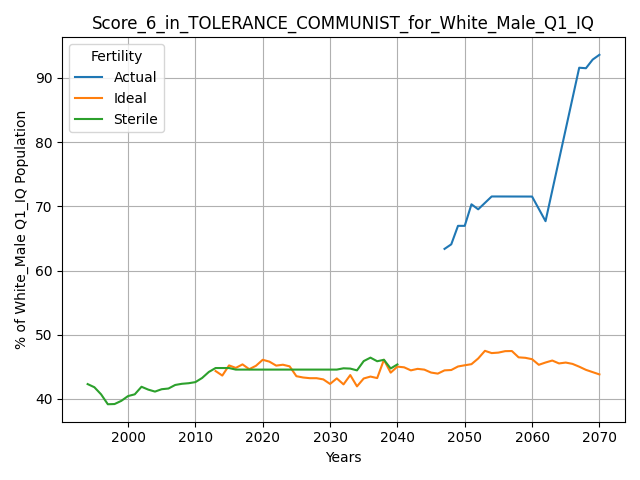 Score_6_in_TOLERANCE_COMMUNIST_for_White_Male_Q1_IQ
Fertility
Actual
Ideal
Sterile
% of White_Male Q1_IQ Population
90
80
70
60
50
40
2000
2010
2020
2030
2040
2050
2060
2070
Years